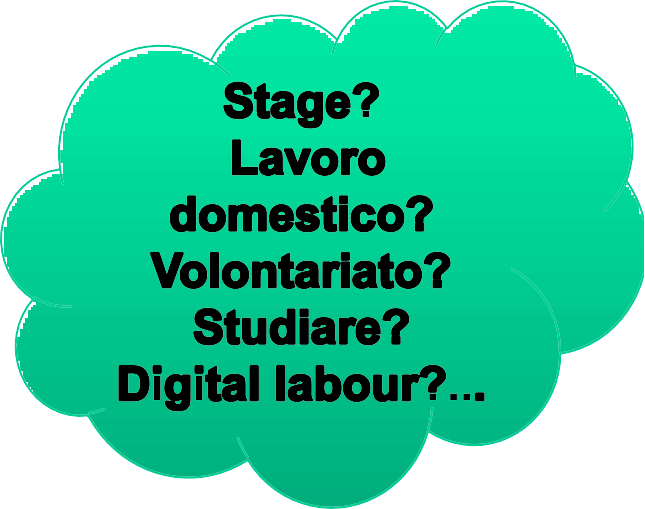 Stage?
Lavoro
domestico?
Volontariato?
Studiare?
Digital labour?...